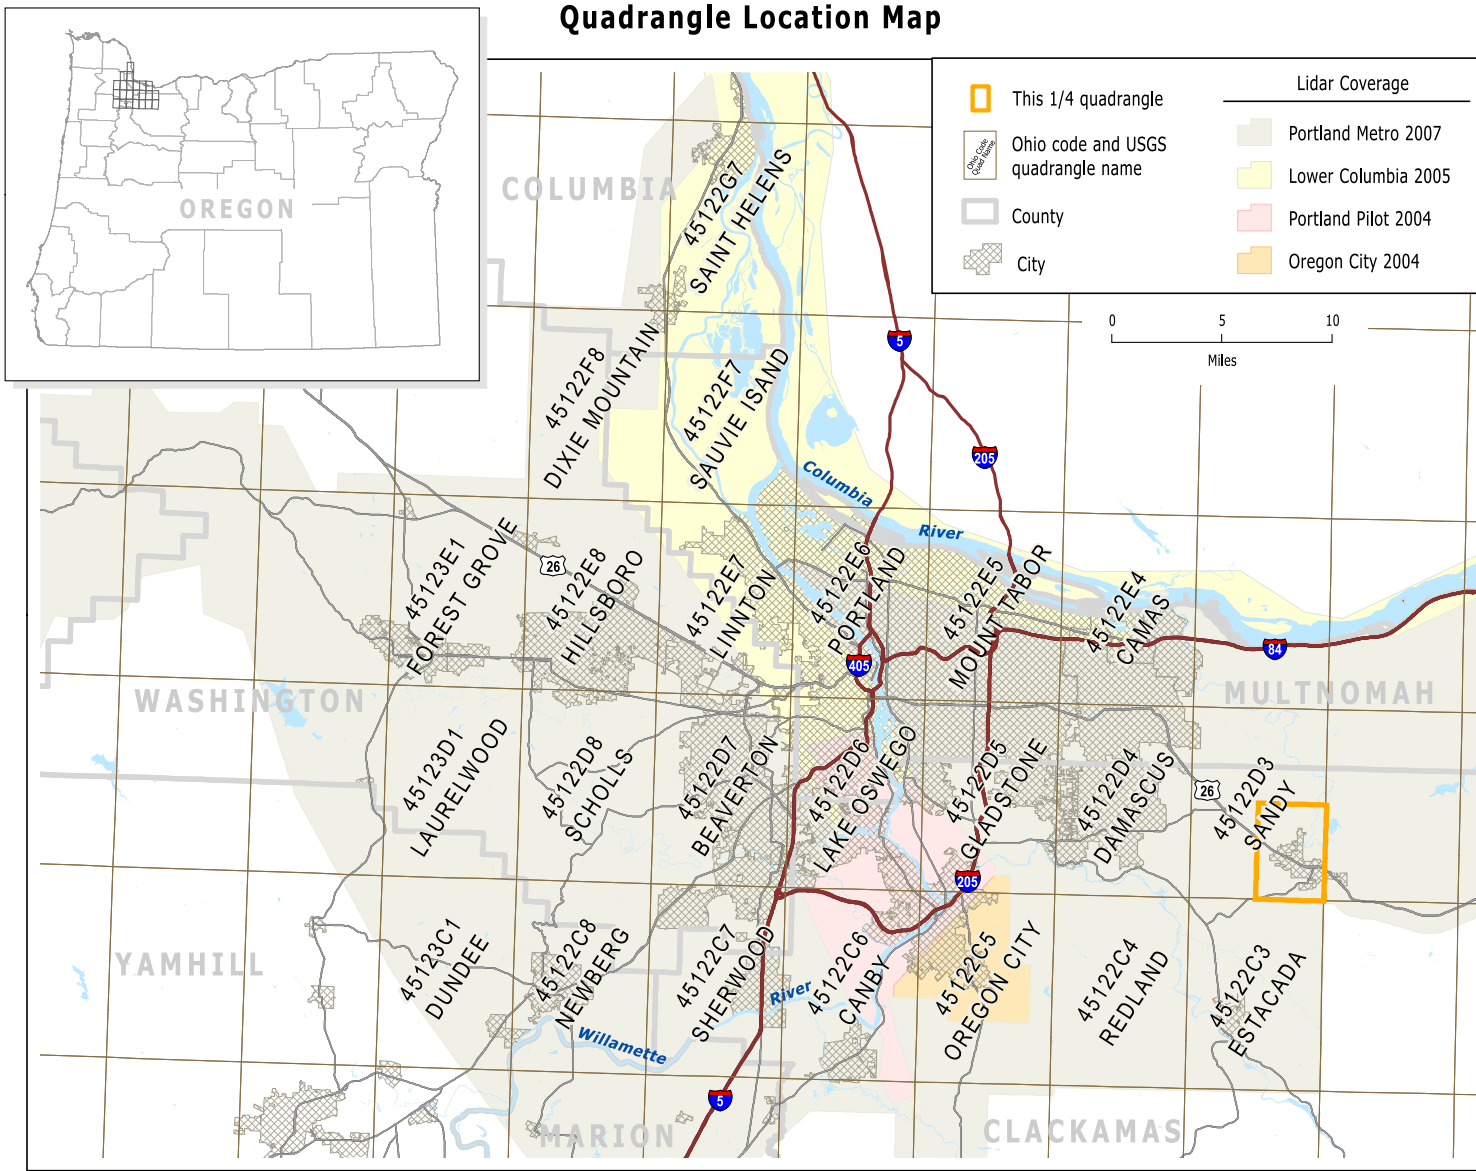 Quadrangle Location Map
OREGON
This 1/4 quadrangle
Ohio Code
Quad Name
Ohio code and USGS
quadrangle name
County
City
Lidar Coverage
Portland Metro 2007
Lower Columbia 2005
Portland Pilot 2004
Oregon City 2004
0 5 10
Miles
COLUMBIA
45122G7
SAINT HELENS
5
45122F8
DIXIE MOUNTAIN
45122F7
SAUVIE ISAND
205
Columbia
River
45123E1
FOREST GROVE
26
45122E8
HILLSBORO
45122E7
LINNTON
45122E6
PORTLAND
45122E5
MOUNT TABOR
45122E4
CAMAS
405
84
WASHINGTON
MULTNOMAH
45123D1
LAURELWOOD
45122D8
SCHOLLS
45122D7
BEAVERTON
45122D6
LAKE OSWEGO
45122D5
GLADSTONE
45122D4
DAMASCUS
26
45122D3
SANDY
205
YAMHILL
45123C1
DUNDEE
45122C8
NEWBERG
45122C7
SHERWOOD
45122C6
CANBY
45122C5
OREGON CITY
45122C4
REDLAND
45122C3
ESTACADA
River
Willamette
5
MARION
CLACKAMAS